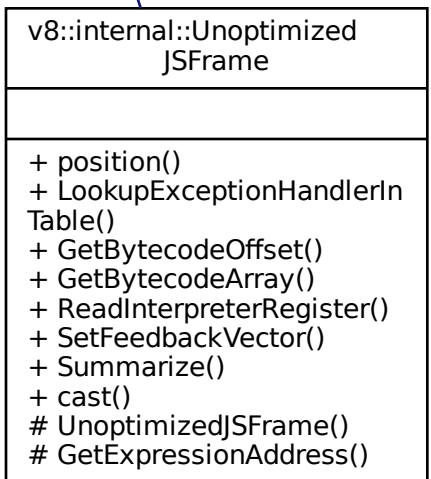 v8::internal::Unoptimized
JSFrame
+ position()
+ LookupExceptionHandlerIn
Table()
+ GetBytecodeOffset()
+ GetBytecodeArray()
+ ReadInterpreterRegister()
+ SetFeedbackVector()
+ Summarize()
+ cast()
# UnoptimizedJSFrame()
# GetExpressionAddress()